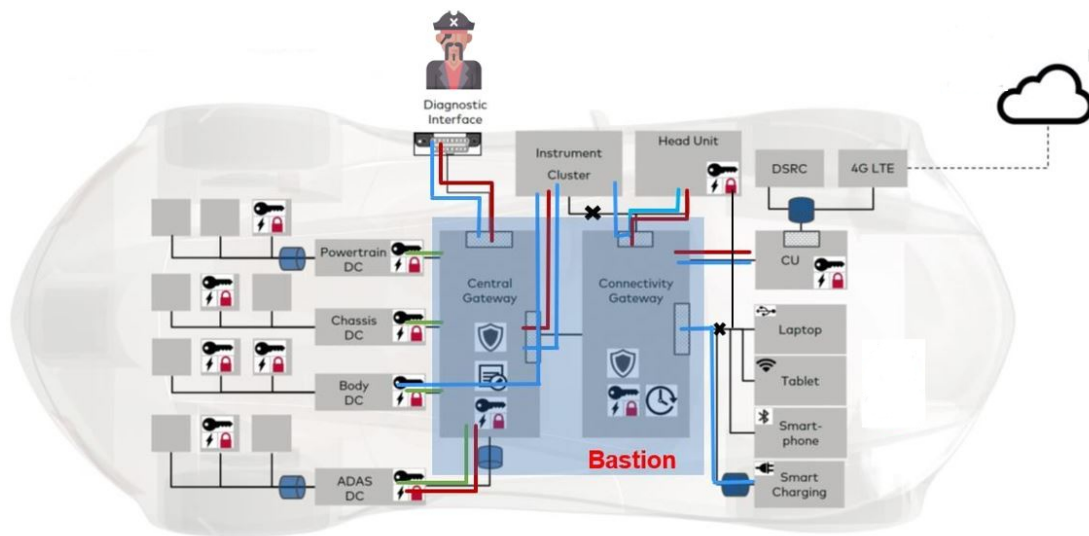 Diagnostic
Interface
Instrument
Cluster
Head Unit
DSRC
4G LTE
Powertrain
DC
Central
Gateway
Connectivity
Gateway
CU
Chassis
DC
Laptop
Body
DC
Tablet
Smart-
phone
Bastion
ADAS
DC
Smart
Charging